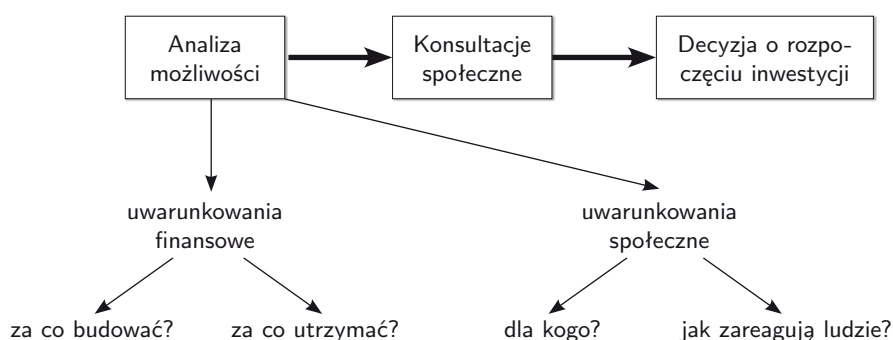 Analiza
możliwości
Konsultacje
społeczne
Decyzja o rozpo-
częciu inwestycji
uwarunkowania
finansowe
uwarunkowania
społeczne
za co budować?
za co utrzymać?
dla kogo?
jak zareagują ludzie?